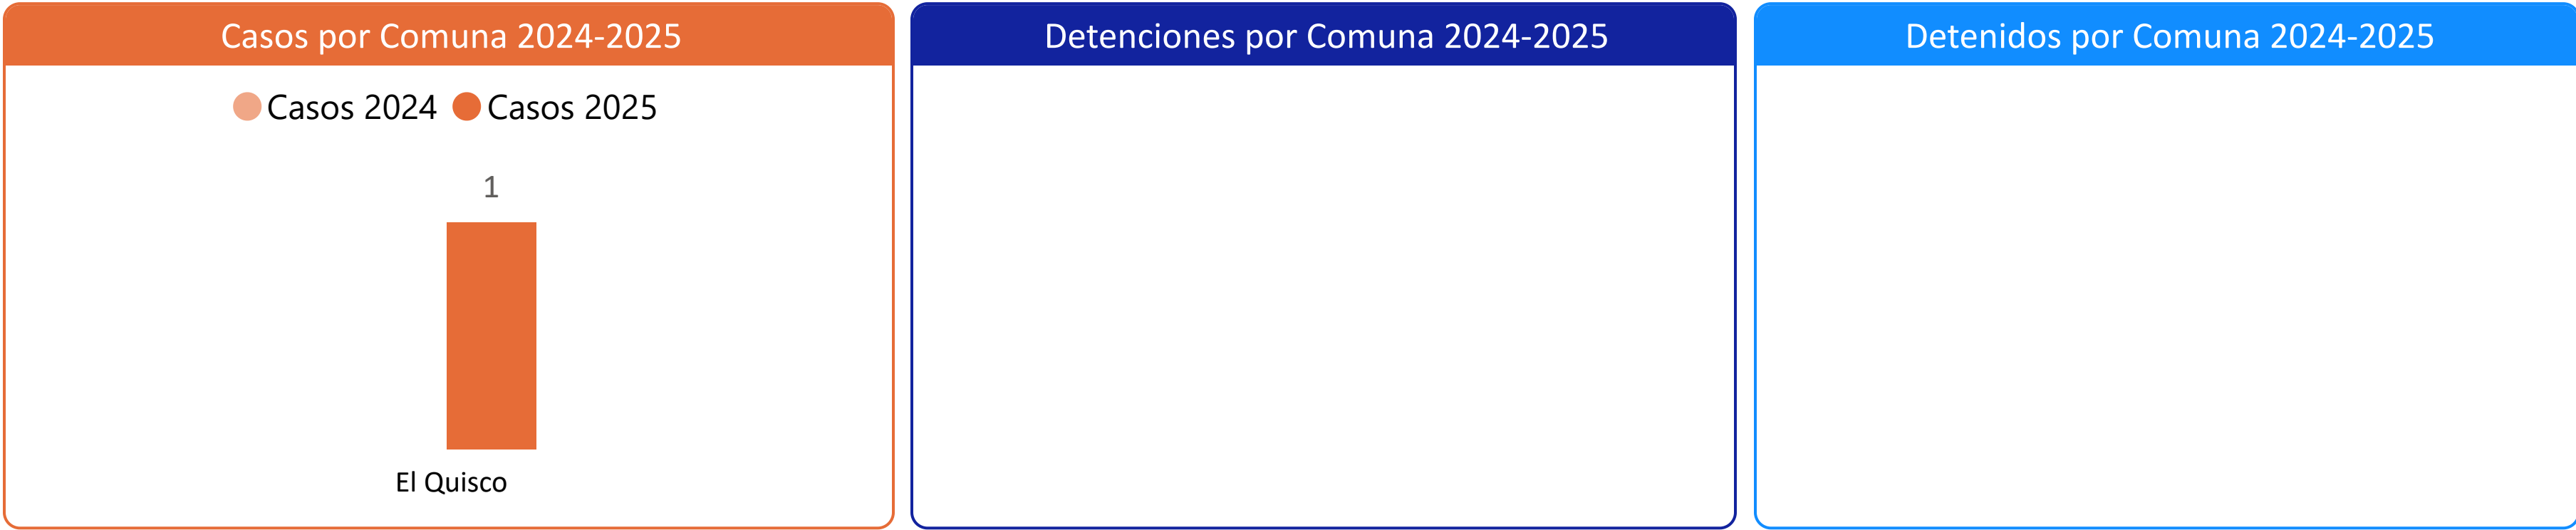 Casos por Comuna 2024-2025
Casos 2024 Casos 2025
1
El Quisco
Detenciones por Comuna 2024-2025
Detenidos por Comuna 2024-2025